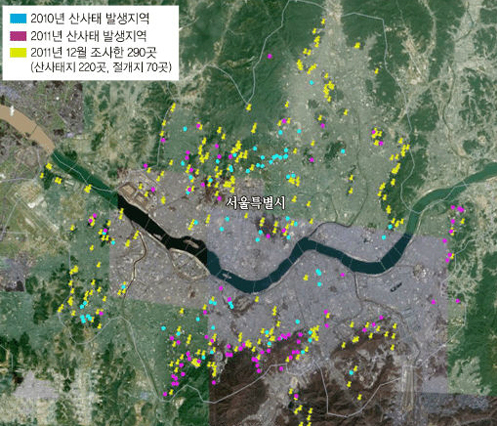 2010년 산사태 발생지역
2011년 산사태 발생지역
2011년 12월 조사한 290곳
(산사태지 220곳, 절개지 70곳)
서울특별시